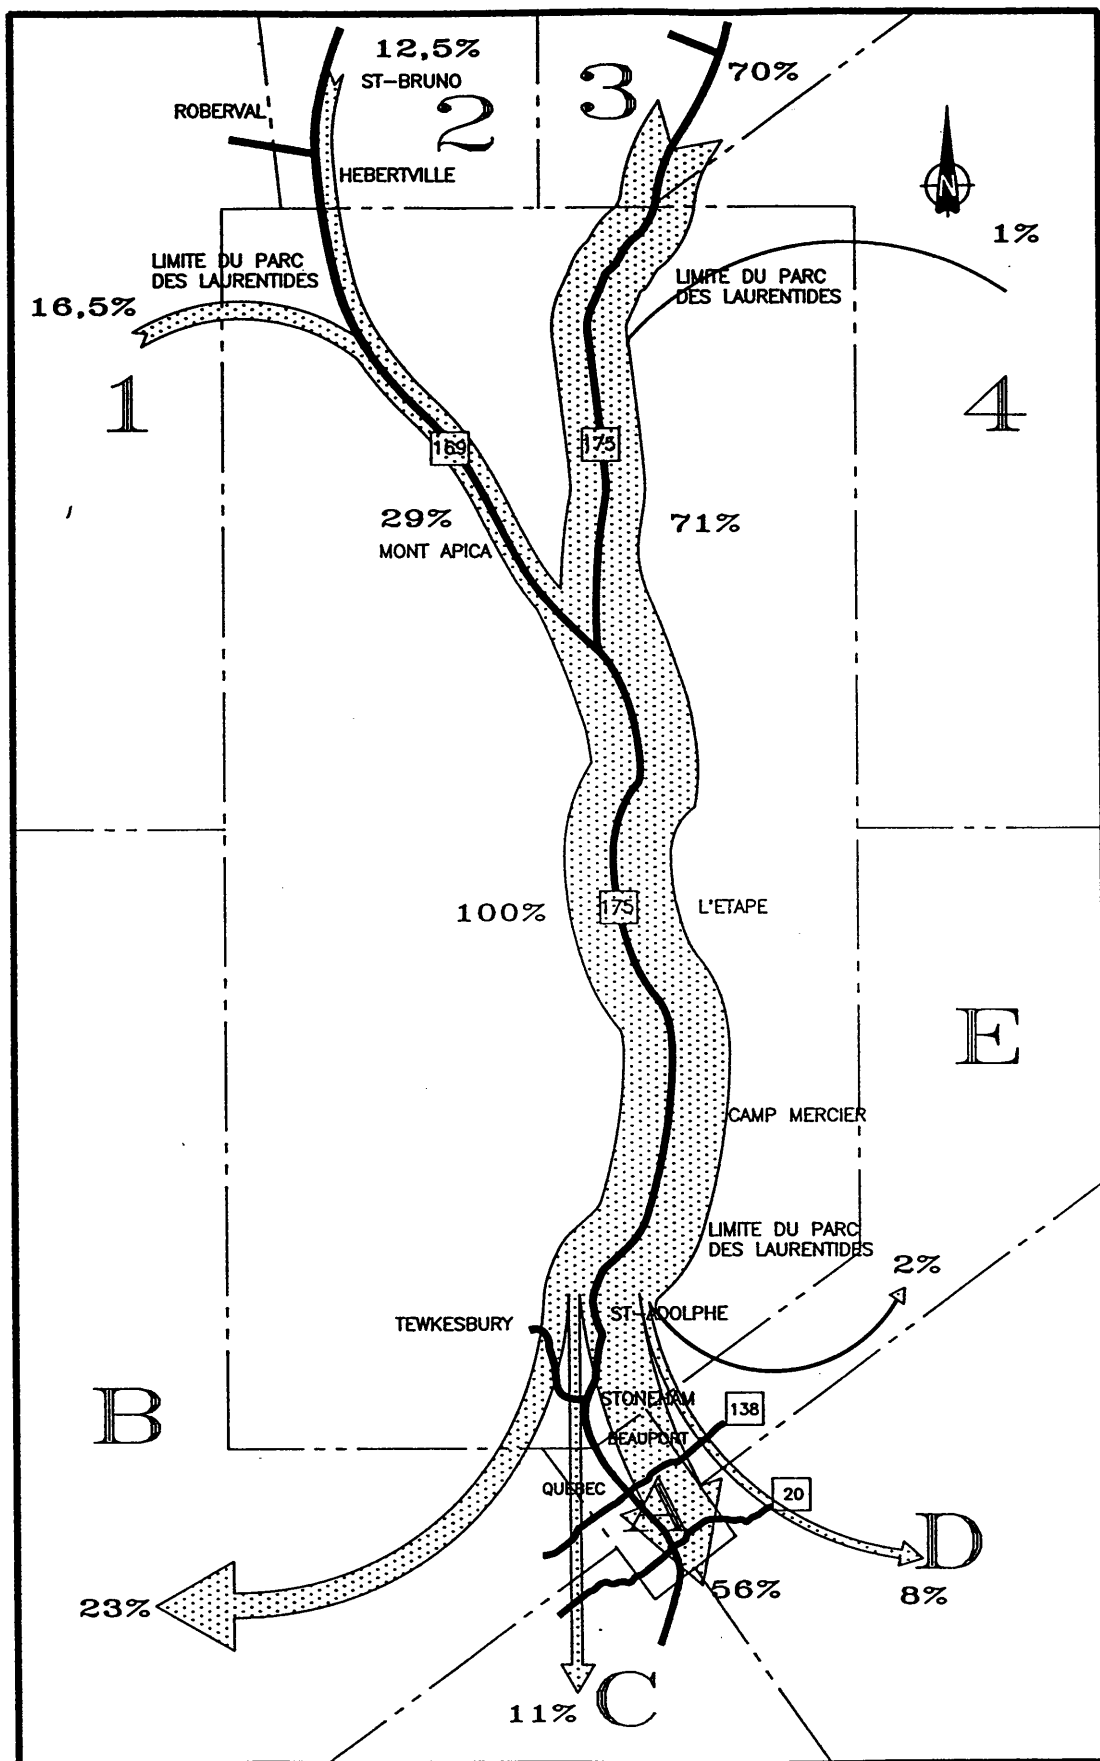 12,5%
ST-BRUNO
3
70%
ROBERVAL
2
HEBERTVILLE
N
1%
LIMITE DU PARC
DES LAURENTIDES
LIMITE DU PARC
DES LAURENTIDES
16,5%
1
4
169
175
29%
71%
MONT APICA
100%
175
L'ETAPE
E
CAMP MERCIER
LIMITE DU PARC
DES LAURENTIDES
2%
TEWKESBURY
ST-ADOLPHE
B
STONEHAM
138
BEAUPORT
QUEBEC
A
20
D
23%
56%
8%
C
11%